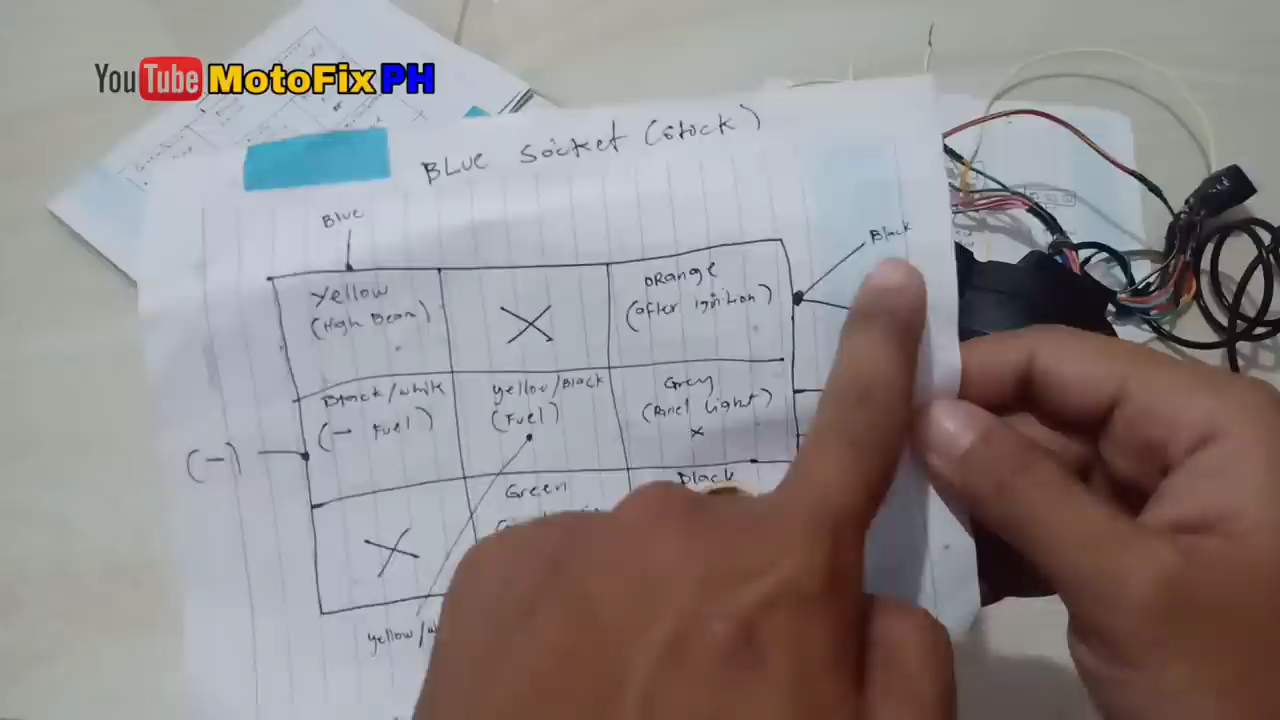 YouTube MotoFix PH
BLUE Socket (stock)
Blue
Black
Yellow
(High Beam)
X
ORange
(after ignition)
Black/white
(- Fuel)
yellow/Black
(Fuel)
Grey
(Panel Light)
x
(-)
X
Green
Black
yellow/